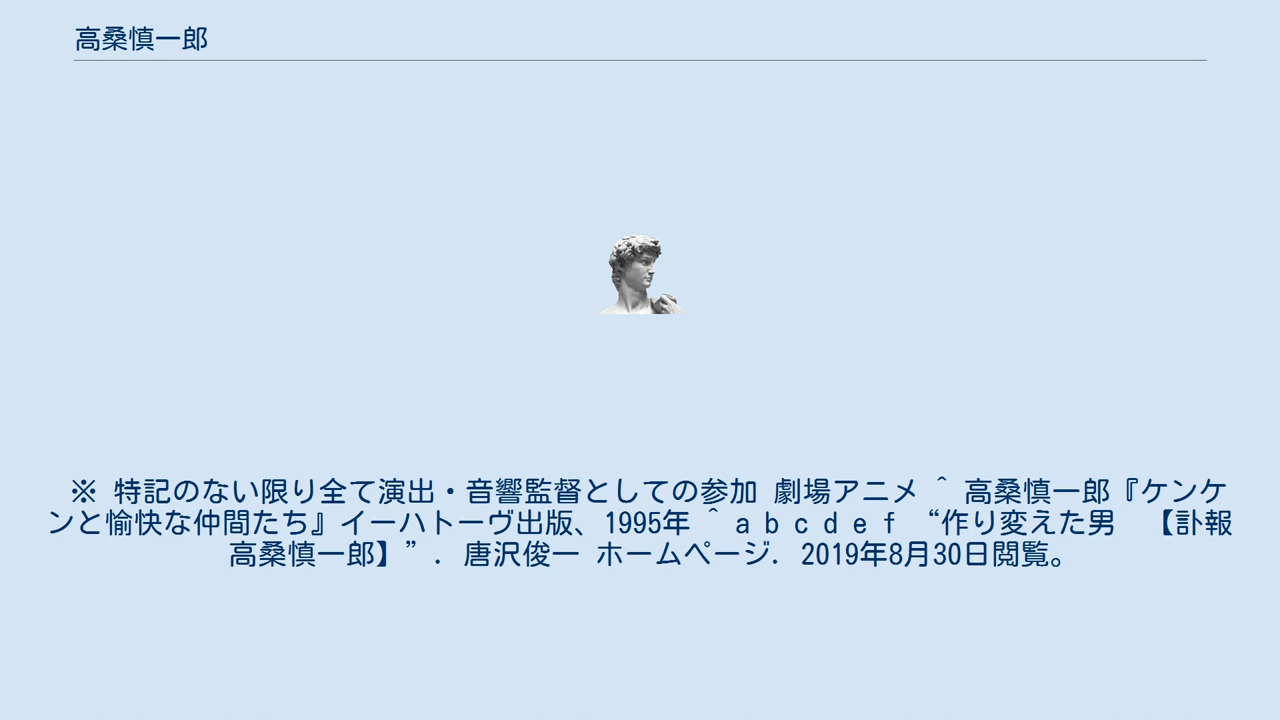 高桑慎一郎
※ 特記のない限り全て演出・音響監督としての参加 劇場アニメ ^ 高桑慎一郎『ケンケ
ンと愉快な仲間たち』イーハトーヴ出版、1995年 ^ a b c d e f “作り変えた男　【訃報
高桑慎一郎】”. 唐沢俊一 ホームページ. 2019年8月30日閲覧。